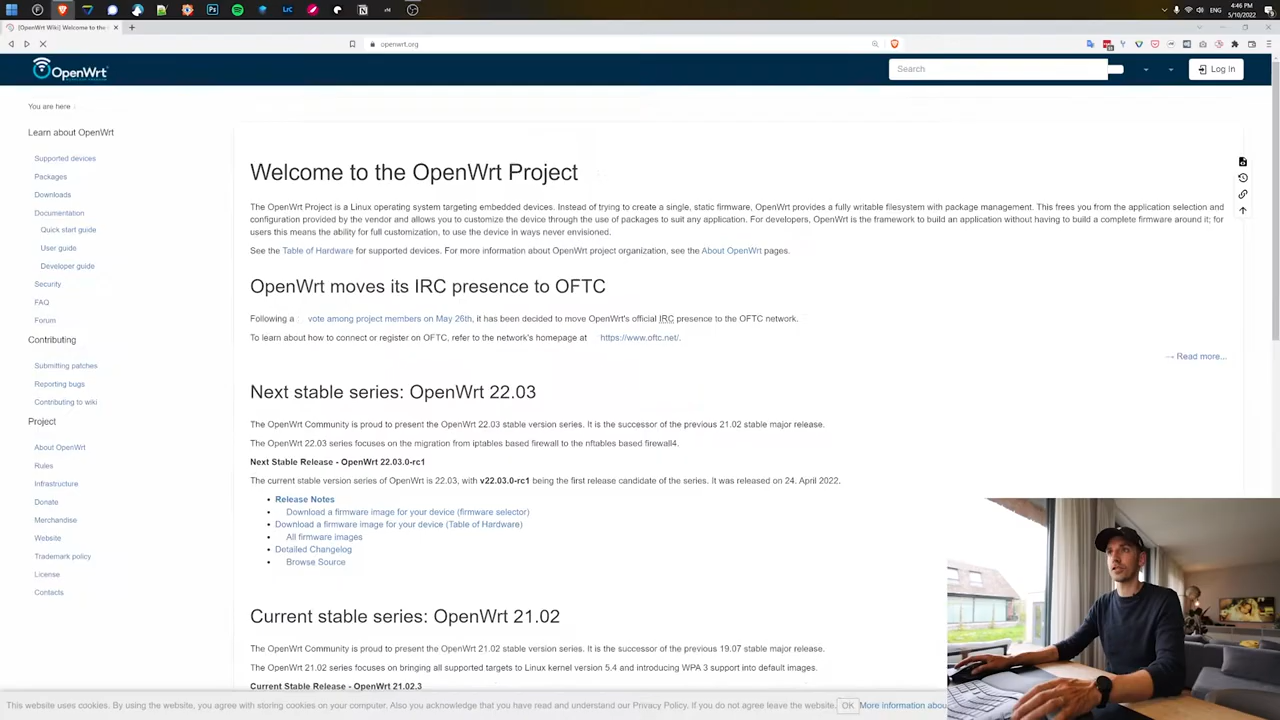 4:46 PM
ENG
5/10/2022
[OpenWrt Wiki] Welcome to the
openwrt.org
OpenWrt
Search
Log In
You are here :
Learn about OpenWrt
Supported devices
Packages
Downloads
Documentation
Quick start guide
User guide
Developer guide
Security
FAQ
Forum
Contributing
Submitting patches
Reporting bugs
Contributing to wiki
Project
About OpenWrt
Rules
Infrastructure
Donate
Merchandise
Website
Trademark policy
License
Contacts
Welcome to the OpenWrt Project
The OpenWrt Project is a Linux operating system targeting embedded devices. Instead of trying to create a single, static firmware, OpenWrt provides a fully writable filesystem with package management. This frees you from the application selection and
configuration provided by the vendor and allows you to customize the device through the use of packages to suit any application. For developers, OpenWrt is the framework to build an application without having to build a complete firmware around it; for
users this means the ability for full customization, to use the device in ways never envisioned.
See the Table of Hardware for supported devices. For more information about OpenWrt project organization, see the About OpenWrt pages.
OpenWrt moves its IRC presence to OFTC
Following a vote among project members on May 26th, it has been decided to move OpenWrt's official IRC presence to the OFTC network.
To learn about how to connect or register on OFTC, refer to the network's homepage at https://www.oftc.net/.
→ Read more...
Next stable series: OpenWrt 22.03
The OpenWrt Community is proud to present the OpenWrt 22.03 stable version series. It is the successor of the previous 21.02 stable major release.
The OpenWrt 22.03 series focuses on the migration from iptables based firewall to the nftables based firewall4.
Next Stable Release - OpenWrt 22.03.0-rc1
The current stable version series of OpenWrt is 22.03, with v22.03.0-rc1 being the first release candidate of the series. It was released on 24. April 2022.
• Release Notes
• Download a firmware image for your device (firmware selector)
• Download a firmware image for your device (Table of Hardware)
• All firmware images
• Detailed Changelog
• Browse Source
Current stable series: OpenWrt 21.02
The OpenWrt Community is proud to present the OpenWrt 21.02 stable version series. It is the successor of the previous 19.07 stable major release.
The OpenWrt 21.02 series focuses on bringing all supported targets to Linux kernel version 5.4 and introducing WPA 3 support into default images.
Current Stable Release - OpenWrt 21.02.3
This website uses cookies. By using the website, you agree with storing cookies on your computer. Also you acknowledge that you have read and understand our Privacy Policy. If you do not agree leave the website. OK More information abou